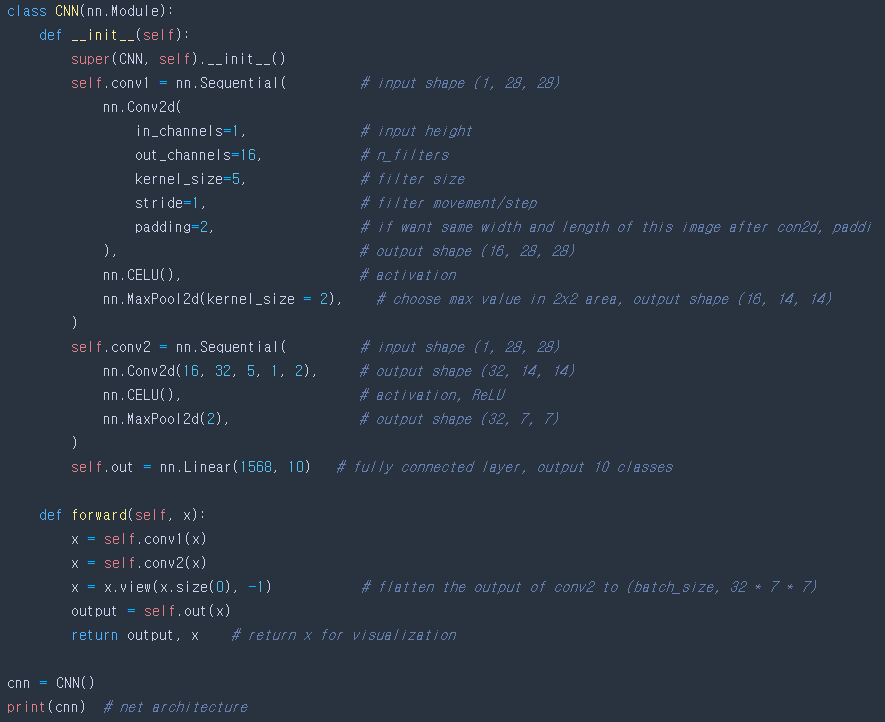 class CNN(nn.Module):
    def __init__(self):
        super(CNN, self).__init__()
        self.conv1 = nn.Sequential(         # input shape (1, 28, 28)
            nn.Conv2d(
                in_channels=1,              # input height
                out_channels=16,            # n_filters
                kernel_size=5,              # filter size
                stride=1,                   # filter movement/step
                padding=2,                  # if want same width and length of this image after con2d, paddi
            ),                              # output shape (16, 28, 28)
            nn.CELU(),                      # activation
            nn.MaxPool2d(kernel_size = 2),    # choose max value in 2x2 area, output shape (16, 14, 14)
        )
        self.conv2 = nn.Sequential(         # input shape (1, 28, 28)
            nn.Conv2d(16, 32, 5, 1, 2),     # output shape (32, 14, 14)
            nn.CELU(),                      # activation, ReLU
            nn.MaxPool2d(2),                # output shape (32, 7, 7)
        )
        self.out = nn.Linear(1568, 10)   # fully connected layer, output 10 classes

    def forward(self, x):
        x = self.conv1(x)
        x = self.conv2(x)
        x = x.view(x.size(0), -1)           # flatten the output of conv2 to (batch_size, 32 * 7 * 7)
        output = self.out(x)
        return output, x    # return x for visualization

cnn = CNN()
print(cnn)  # net architecture